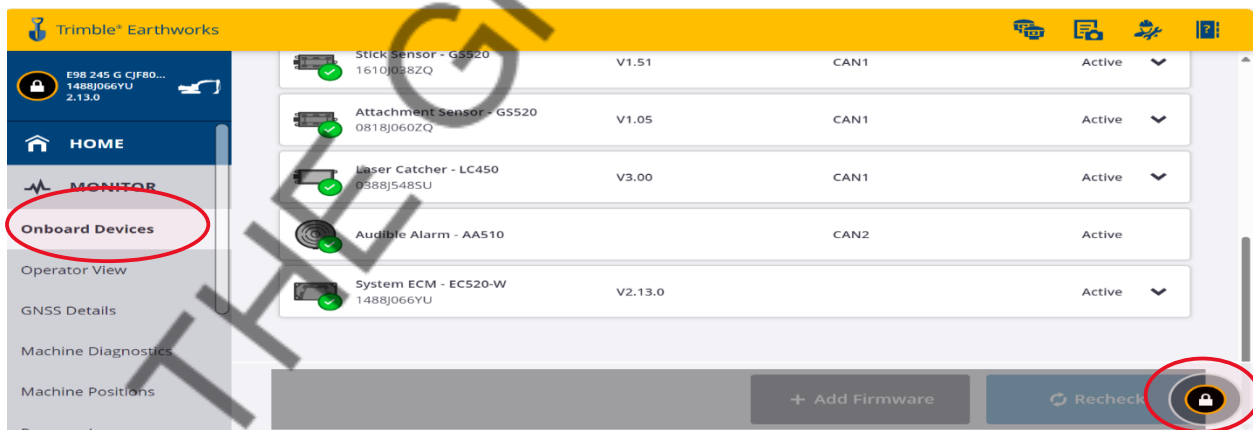 Trimble® Earthworks
E98 245 G CJF80...
1488J066YU
2.13.0
HOME
MONITOR
Onboard Devices
Operator View
GNSS Details
Machine Diagnostics
Machine Positions
Stick Sensor - GS520
1610J038ZQ
V1.51
CAN1
Active
Attachment Sensor - GS520
0818J060ZQ
V1.05
CAN1
Active
Laser Catcher - LC450
0388J548SU
V3.00
CAN1
Active
Audible Alarm - AA510
CAN2
Active
System ECM - EC520-W
1488J066YU
V2.13.0
Active
+ Add Firmware
Recheck
THE